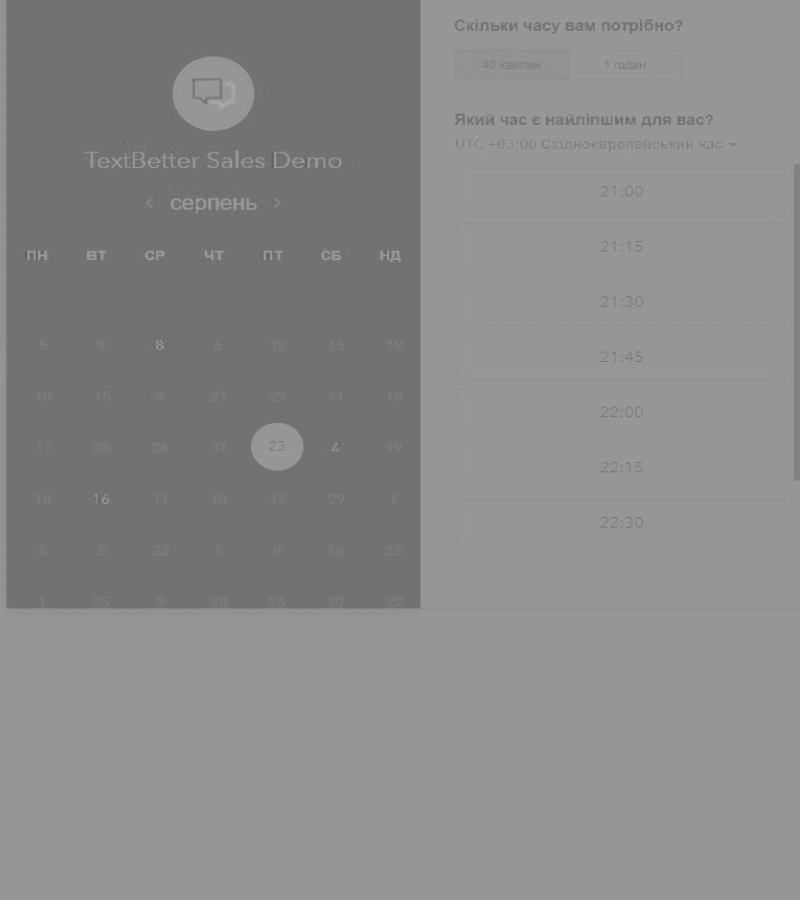 TextBetter Sales Demo
серпень
ПН ВТ СР ЧТ ПТ СБ НД
5 8 8 6 12 15 19
10 15 4 21 29 11 18
11 28 26 31 23 4 19
18 16 11 10 15 29 1
8 5 22 1 9 18 23
1 25 9 28 26 30 22
Скільки часу вам потрібно?
40 хвилин 1 годин
Який час є найліпшим для вас?
UTC +03:00 Східноєвропейський час
21:00
21:15
21:30
21:45
22:00
22:15
22:30